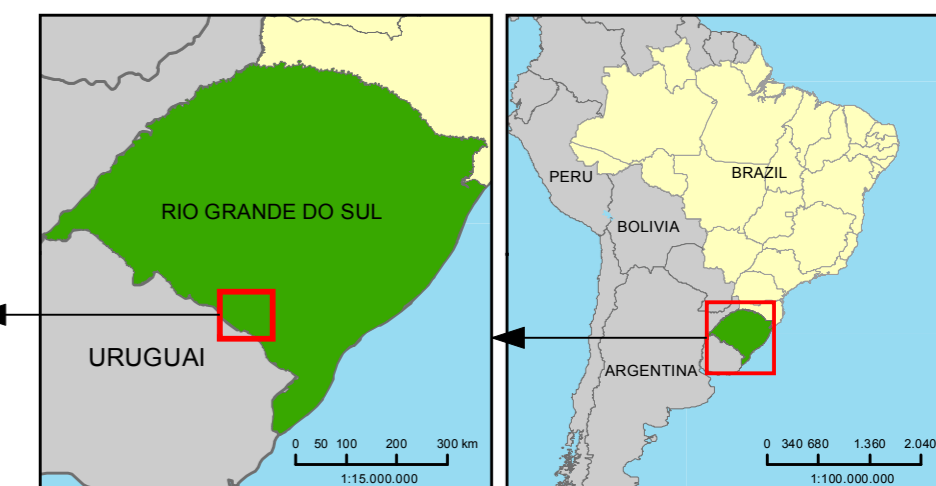 RIO GRANDE DO SUL
URUGUAI
0 50 100 200 300 km
1:15.000.000
PERU
BRAZIL
BOLIVIA
ARGENTINA
0 340 680 1.360 2.040
1:100.000.000